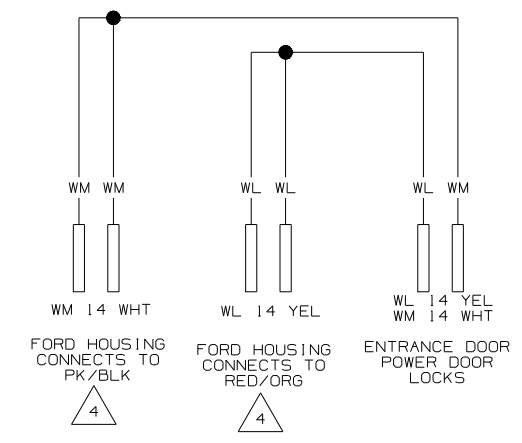 WM WM WL WL WL WM
WM 14 WHT
WL 14 YEL
WL 14 YEL
WM 14 WHT
FORD HOUSING
CONNECTS TO
PK/BLK
4
FORD HOUSING
CONNECTS TO
RED/ORG
4
ENTRANCE DOOR
POWER DOOR
LOCKS